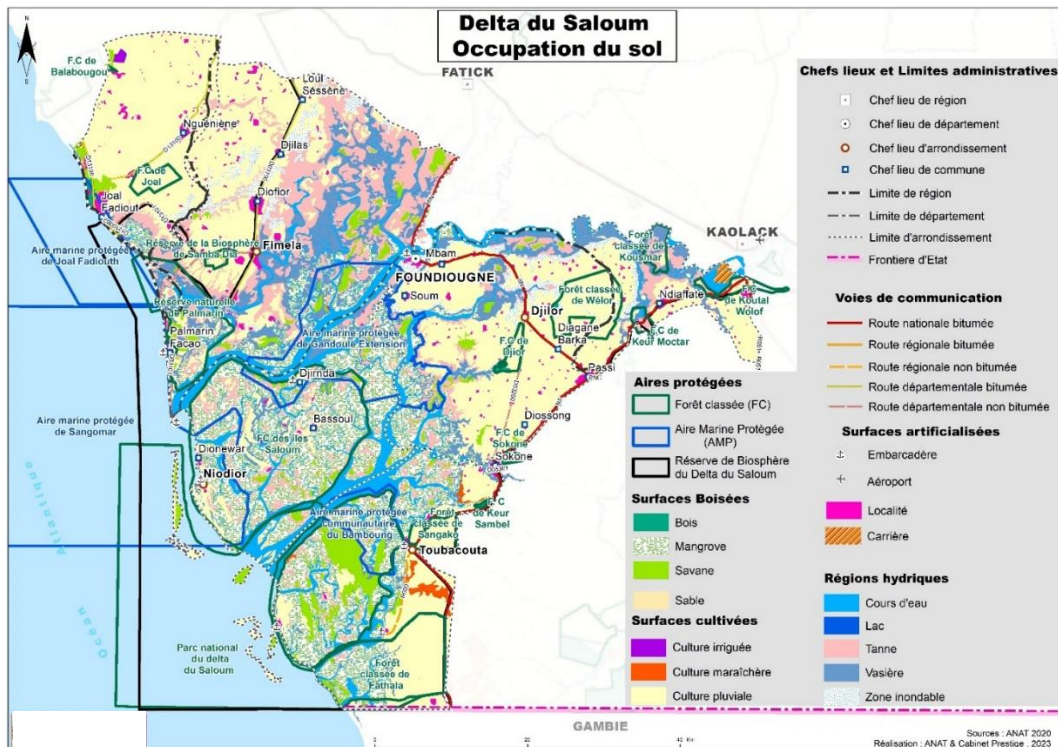 Delta du Saloum
Occupation du sol
N
S
FATICK
KAOLACK
GAMBIE
Océan
Atlantique
F.C de
Balabougou
Loul
Sessène
Nguéniène
Djilas
F.C de
Joal
Joal
Fadiout
Diofior
Fimela
Aire marine protégée
de Joal Fadiouth
Réserve de la Biosphère
de Samba Dia
Réserve naturelle
de Palmarin
Palmarin
Facao
Mbam
FOUNDIOUGNE
Soum
Aire marine protégée
de Gandoule Extension
Forêt
classée de
Kousmar
Forêt classée
de Wélor
Djilor
Diagane
Barka
F.C de
Djior
Ndiaffate
F.C
de Koutal
Wolof
F.C de
Keur Moctar
Passi
Djirnda
Bassoul
Diossong
F.C de
Sokone
Sokone
Aire marine protégée
de Sangomar
F.C des îles
Saloum
Dionewar
Niodior
Aire marine protégée
communautaire
du Bamboung
Forêt
classée de
Sangako
F C
de Keur
Sambel
Toubacouta
Parc national
du delta
du Saloum
Forêt
classée de
Fathala
0 20 40 Km
Chefs lieux et Limites administratives
Chef lieu de région
Chef lieu de département
Chef lieu d'arrondissement
Chef lieu de commune
Limite de région
Limite de département
Limite d'arrondissement
Frontiere d'Etat
Voies de communication
Route nationale bitumée
Route régionale bitumée
Route régionale non bitumée
Route départementale bitumée
Route départementale non bitumée
Aires protégées
Forêt classée (FC)
Aire Marine Protégée
(AMP)
Réserve de Biosphère
du Delta du Saloum
Surfaces Boisées
Bois
Mangrove
Savane
Sable
Surfaces cultivées
Culture irriguée
Culture maraîchère
Culture pluviale
Surfaces artificialisées
Embarcadère
Aéroport
Localité
Carrière
Régions hydriques
Cours d'eau
Lac
Tanne
Vasière
Zone inondable
Sources : ANAT 2020
Réalisation : ANAT & Cabinet Prestige . 2023